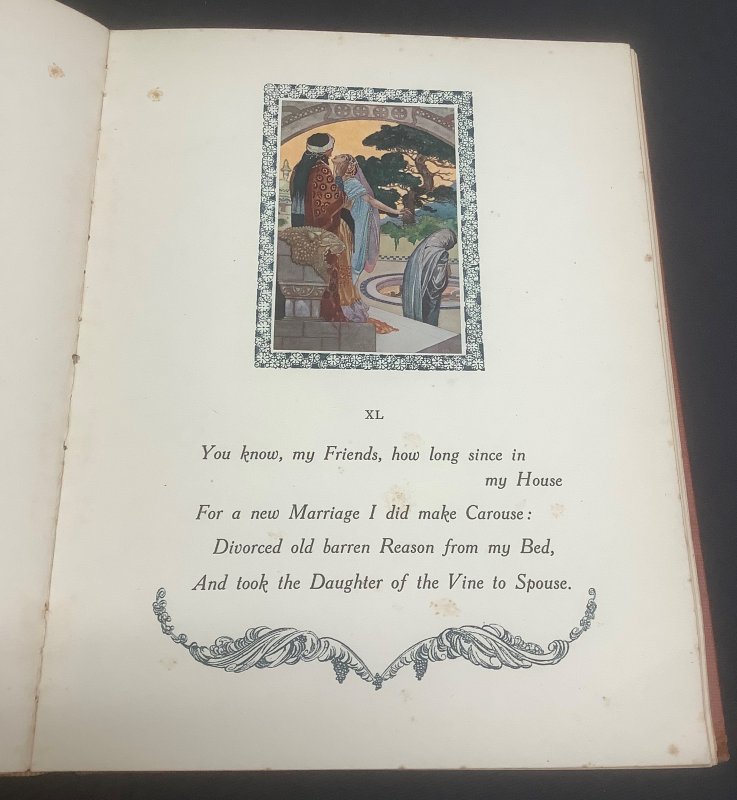 XL
You know, my Friends, how long since in
my House
For a new Marriage I did make Carouse:
Divorced old barren Reason from my Bed,
And took the Daughter of the Vine to Spouse.